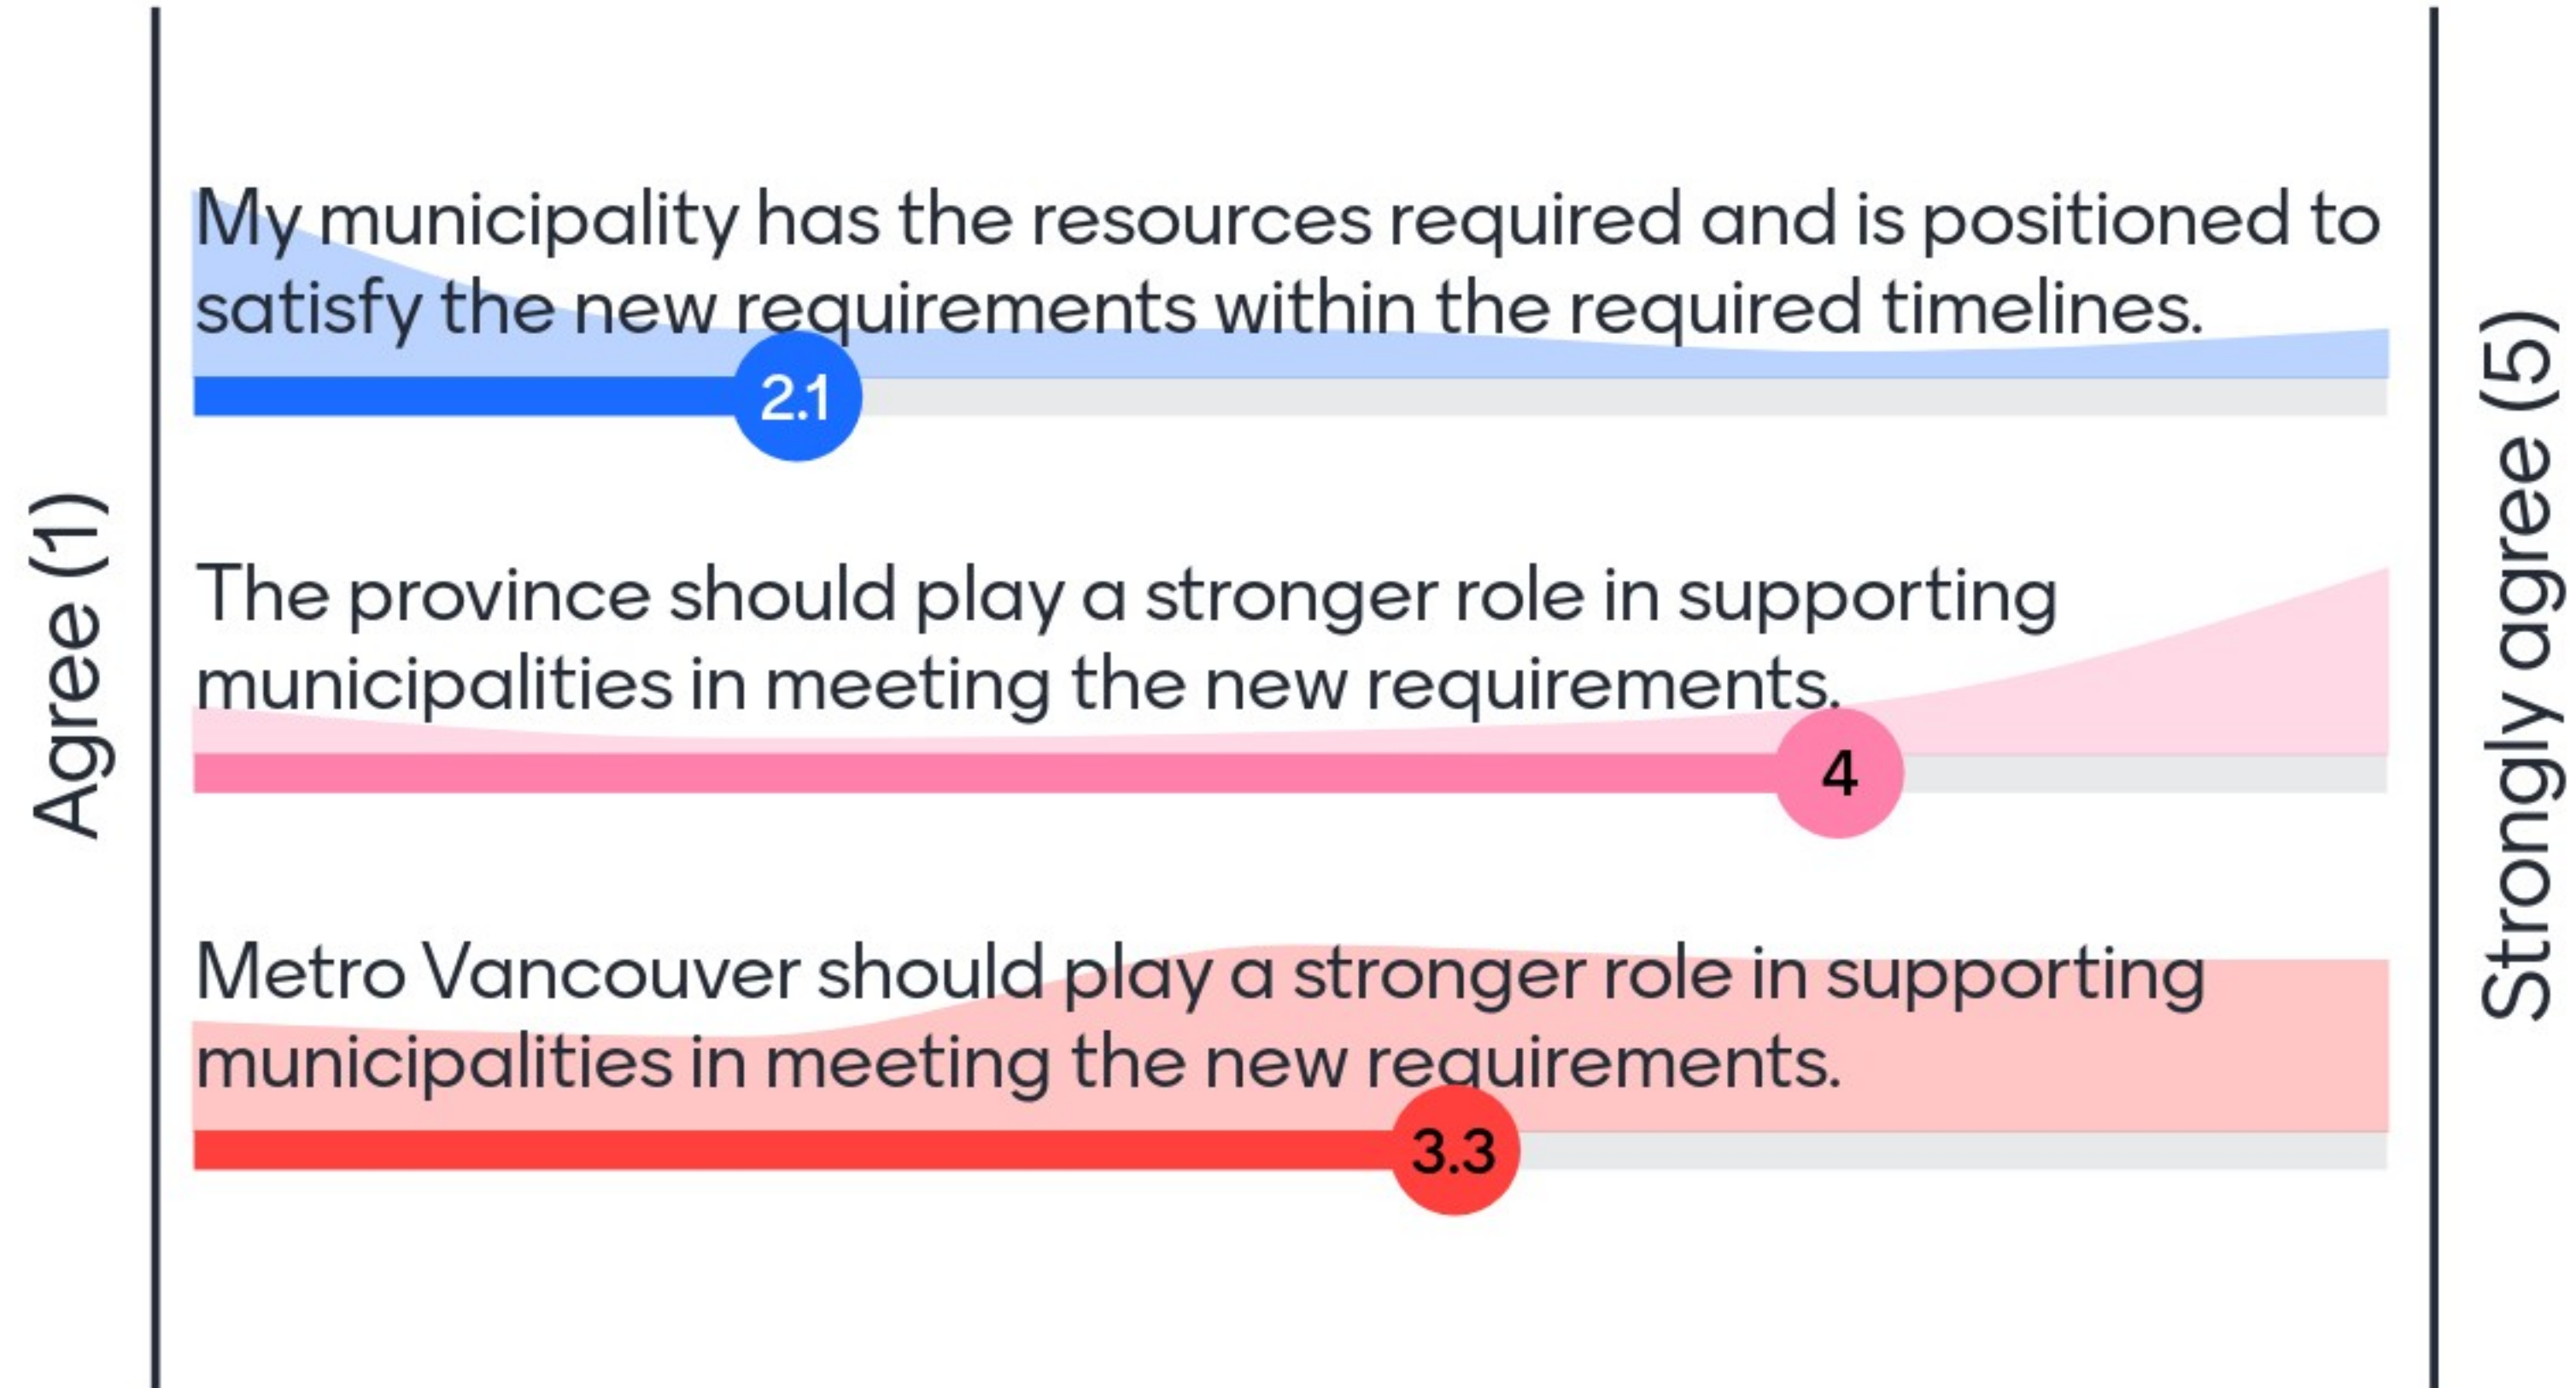 Agree (1)
My municipality has the resources required and is positioned to
satisfy the new requirements within the required timelines.
2.1
The province should play a stronger role in supporting
municipalities in meeting the new requirements.
4
Metro Vancouver should play a stronger role in supporting
municipalities in meeting the new requirements.
3.3
Strongly agree (5)